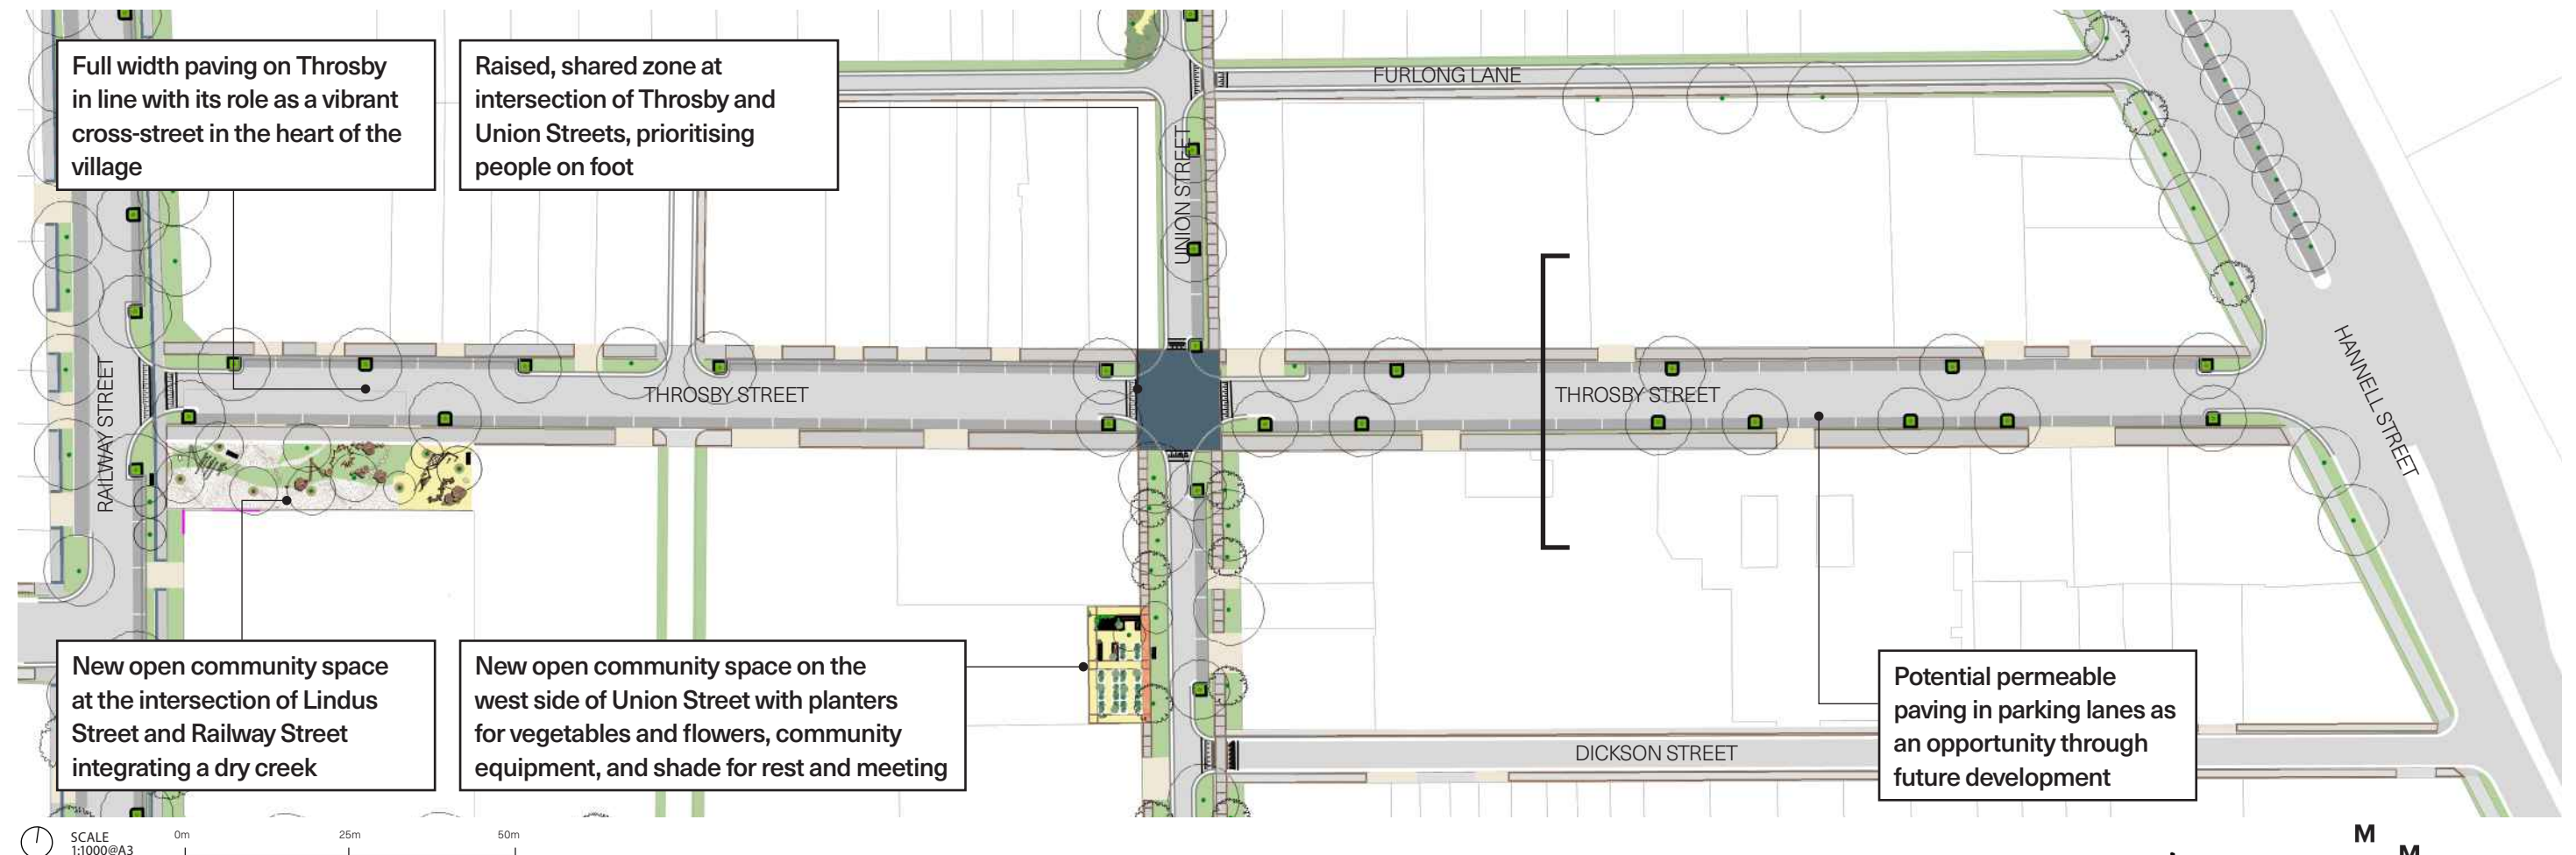 Full width paving on Throsby
in line with its role as a vibrant
cross-street in the heart of the
village
Raised, shared zone at
intersection of Throsby and
Union Streets, prioritising
people on foot
FURLONG LANE
UNION STREET
RAILWAY STREET
THROSBY STREET
THROSBY STREET
HANNELL STREET
New open community space
at the intersection of Lindus
Street and Railway Street
integrating a dry creek
New open community space on the
west side of Union Street with planters
for vegetables and flowers, community
equipment, and shade for rest and meeting
Potential permeable
paving in parking lanes as
an opportunity through
future development
DICKSON STREET
SCALE
1:1000@A3
0m
25m
50m
M
M